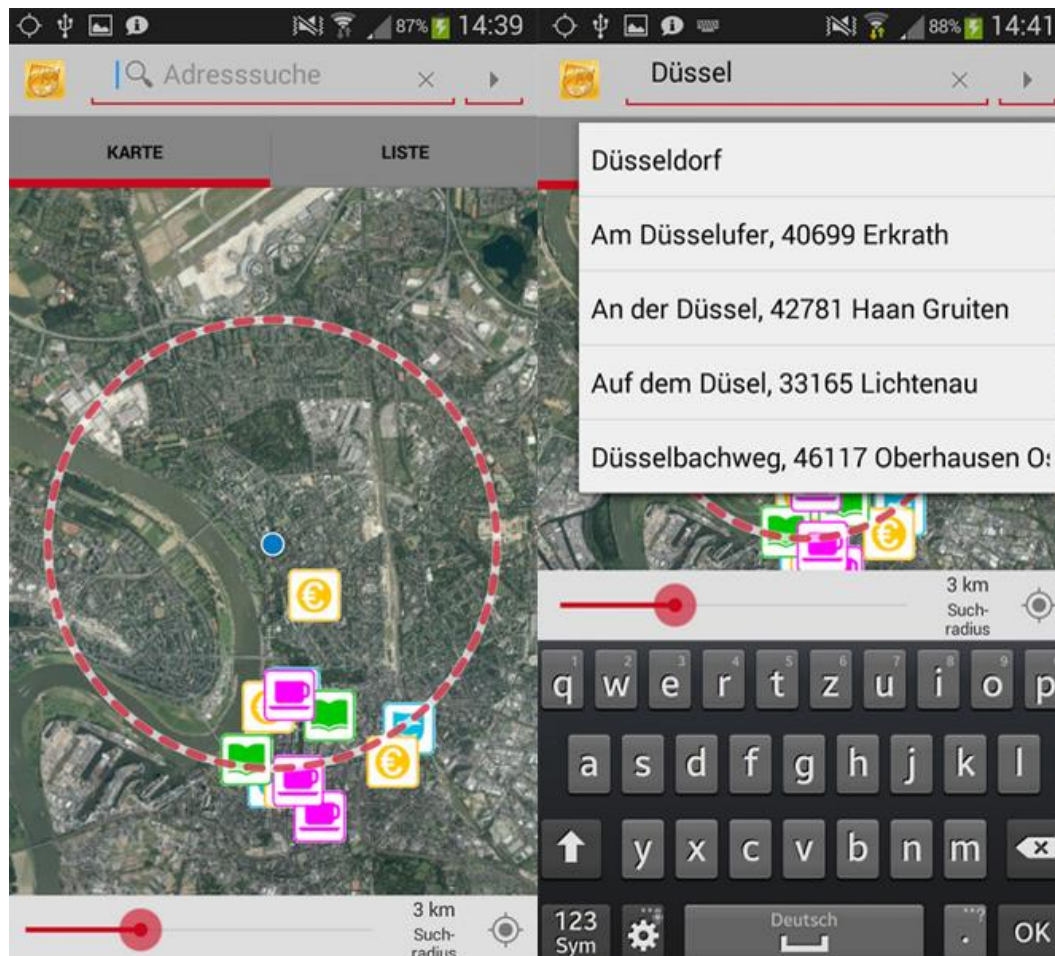 87% 14:39
Adresssuche
KARTE LISTE
3 km
Such-
radius
88% 14:41
Düssel
Düsseldorf
Am Düsselufer, 40699 Erkrath
An der Düssel, 42781 Haan Gruiten
Auf dem Düsel, 33165 Lichtenau
Düsselbachweg, 46117 Oberhausen Os
3 km
Such-
radius
1 2 3 4 5 6 7 8 9
q w e r t z u i o p
a s d f g h j k l
y x c v b n m
123
Sym
Deutsch
. ...?
OK